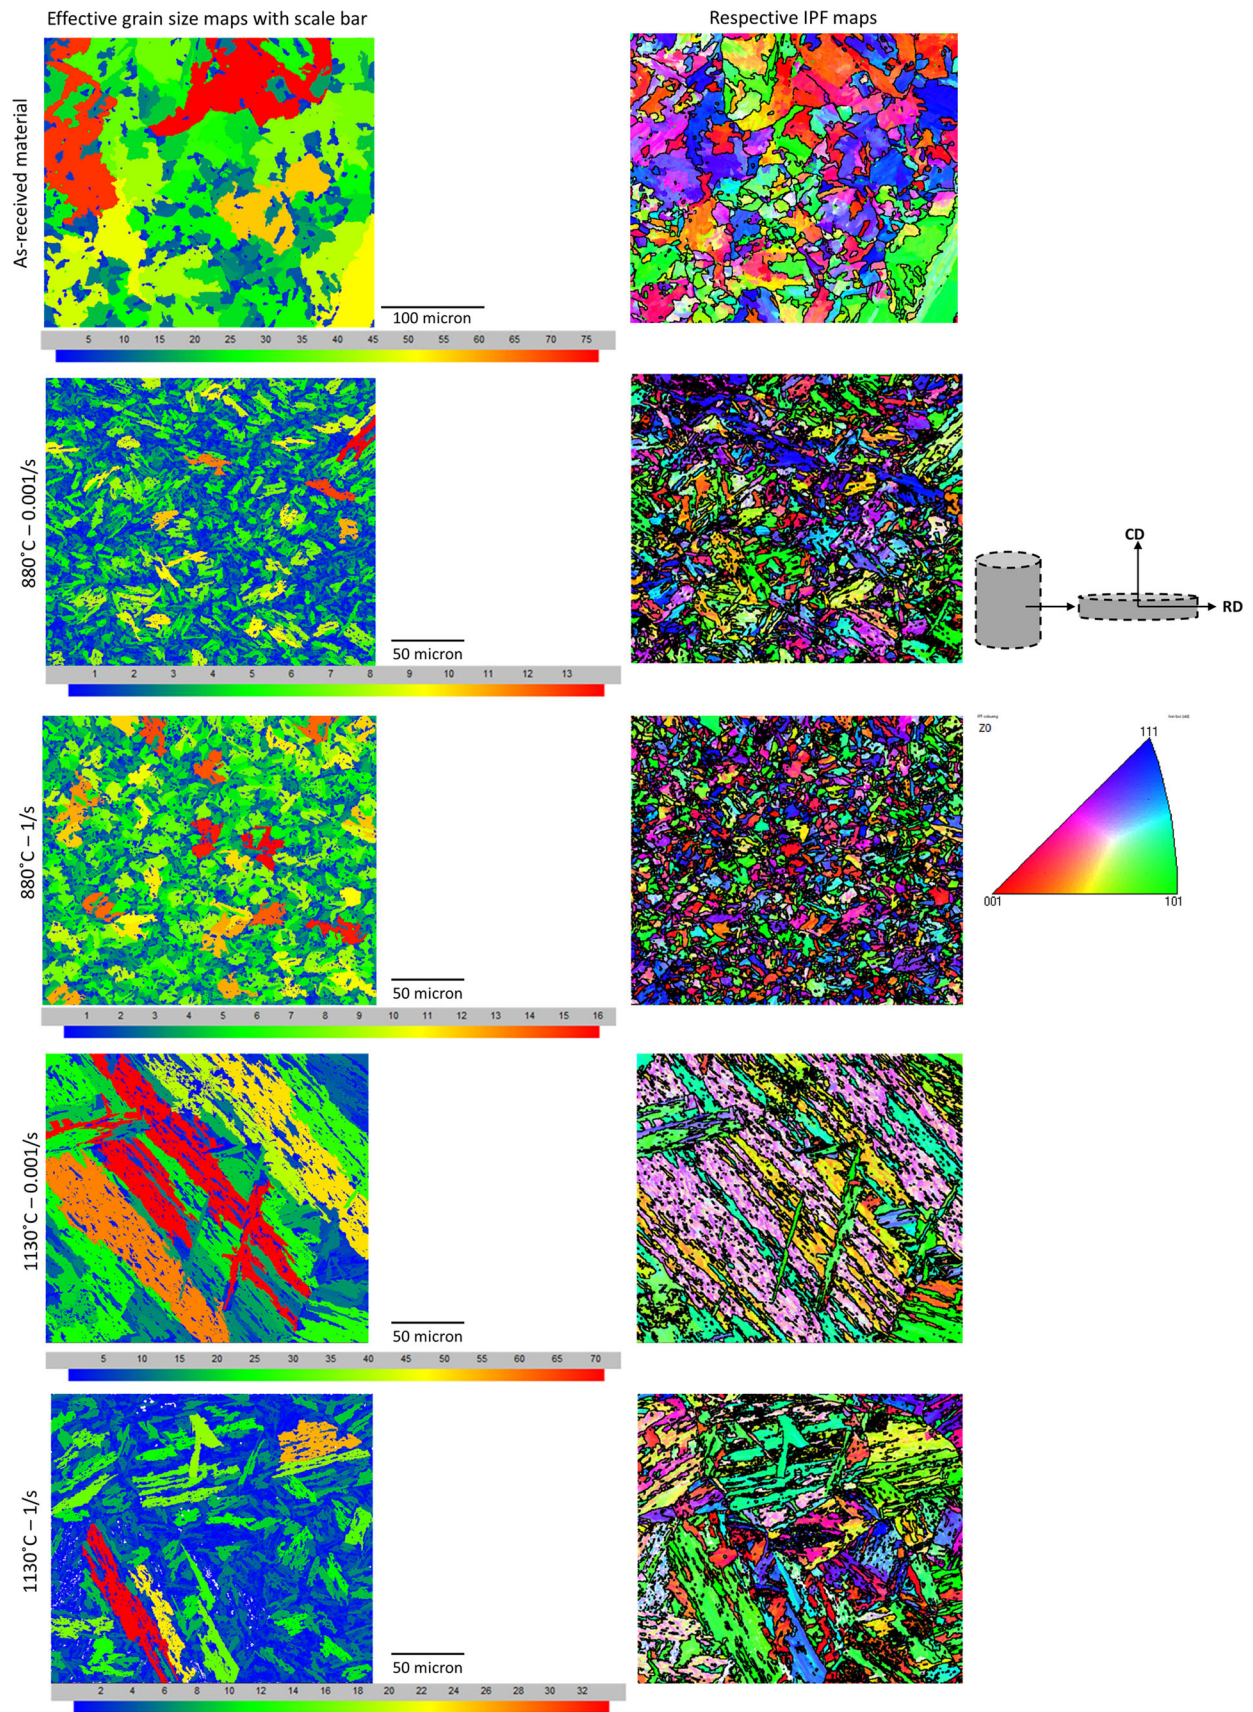 Effective grain size maps with scale bar
Respective IPF maps
As-received material
100 micron
5 10 15 20 25 30 35 40 45 50 55 60 65 70 75
880˚C – 0.001/s
50 micron
1 2 3 4 5 6 7 8 9 10 11 12 13
CD
RD
880˚C – 1/s
50 micron
1 2 3 4 5 6 7 8 9 10 11 12 13 14 15 16
Z0
111
001
101
1130˚C – 0.001/s
50 micron
5 10 15 20 25 30 35 40 45 50 55 60 65 70
1130˚C – 1/s
50 micron
2 4 6 8 10 12 14 16 18 20 22 24 26 28 30 32